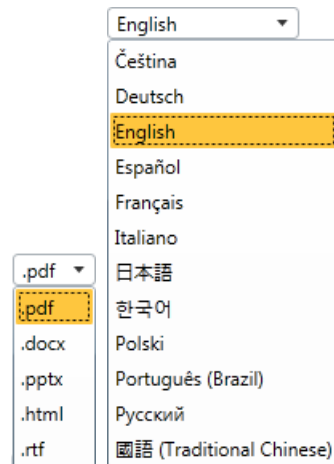 English
Čeština
Deutsch
English
Español
Français
Italiano
日本語
한국어
Polski
Português (Brazil)
Русский
國語 (Traditional Chinese)
.pdf
.pdf
.docx
.pptx
.html
.rtf